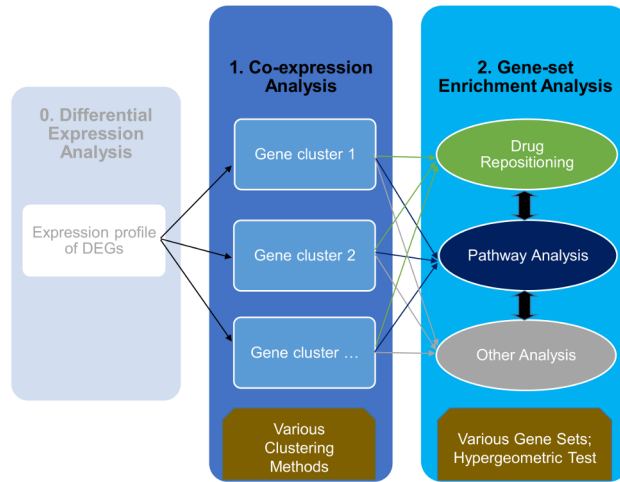 0. Differential
Expression
Analysis
Expression profile
of DEGs
1. Co-expression
Analysis
Gene cluster 1
Gene cluster 2
Gene cluster ...
Various
Clustering
Methods
2. Gene-set
Enrichment Analysis
Drug
Repositioning
Pathway Analysis
Other Analysis
Various Gene Sets;
Hypergeometric Test